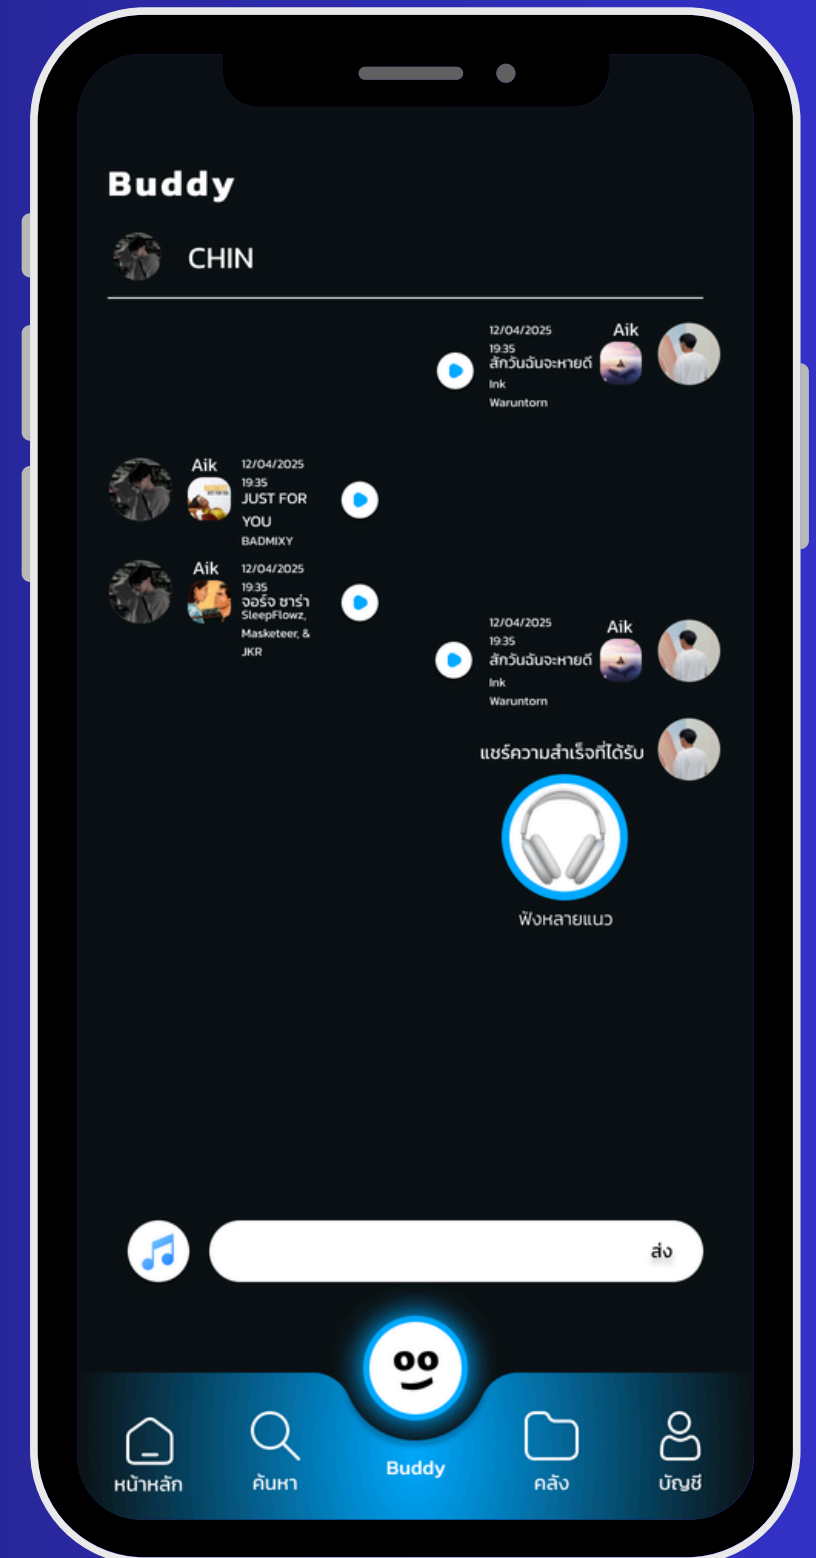 Buddy
CHIN
12/04/2025
Aik
19:35
สักวันฉันจะหายดี
Ink
Waruntorn
Aik
12/04/2025
19:35
JUST FOR
YOU
BADMIXY
Aik
12/04/2025
19:35
จอร์จ ซาร่า
SleepFlowz,
Masketeer, &
JKR
12/04/2025
Aik
19:35
สักวันฉันจะหายดี
Ink
Waruntorn
แชร์ความสำเร็จที่ได้รับ
ฟังหลายแนว
ส่ง
หน้าหลัก
ค้นหา
Buddy
คลัง
บัญชี